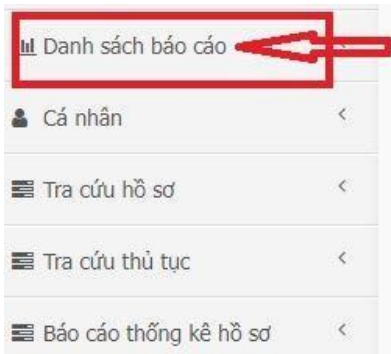 Danh sách báo cáo
Cá nhân
Tra cứu hồ sơ
Tra cứu thủ tục
Báo cáo thống kê hồ sơ